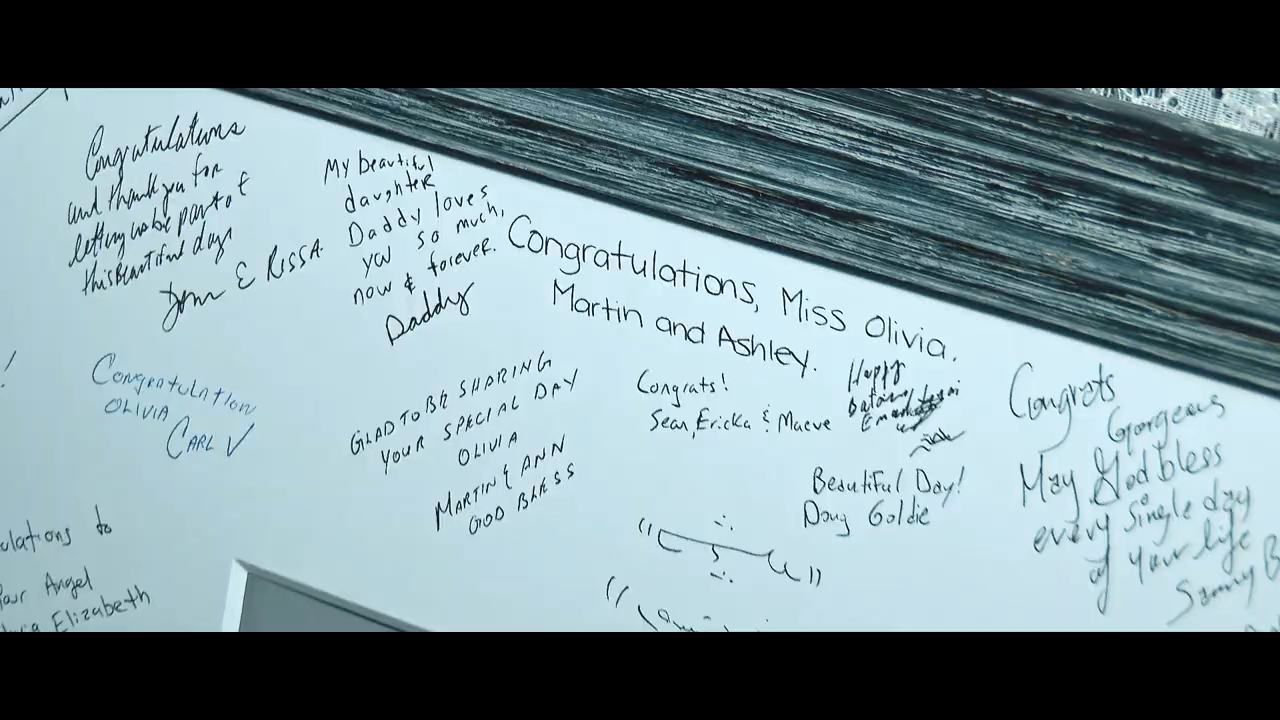 Congratulations
and thank you for
letting us be part of
this Beautiful day
& RISSA
My beautiful
daughter
Daddy loves
you so much,
now & forever.
Daddy
Congratulations, Miss Olivia.
Martin and Ashley.
Congratulation
OLIVIA
CARL V
GLAD TO BE SHARING
YOUR SPECIAL DAY
OLIVIA
MARTIN & ANN
GOD BLESS
Congrats!
Sean, Ericka & Maeve
Happy
Beautiful Day!
Doug Goldie
Congrats
Gorgeous
May God bless
every single day
of your life
Sonny B
ulations to
Your Angel
Elizabeth